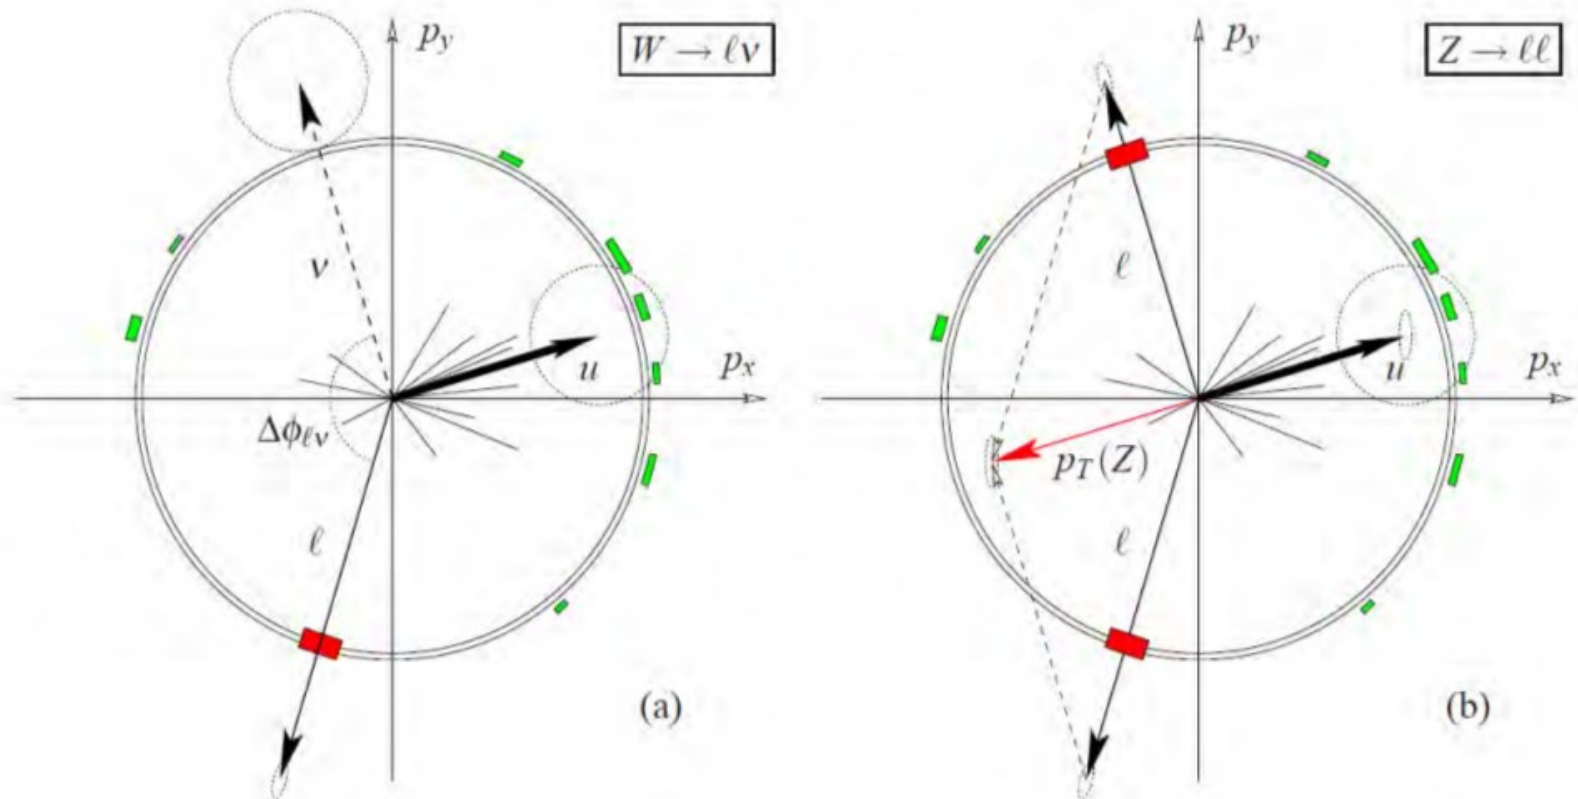 p_y
W → ℓν
ν
u
p_x
Δϕ_ℓν
ℓ
(a)
p_y
Z → ℓℓ
ℓ
u
p_x
p_T(Z)
ℓ
(b)